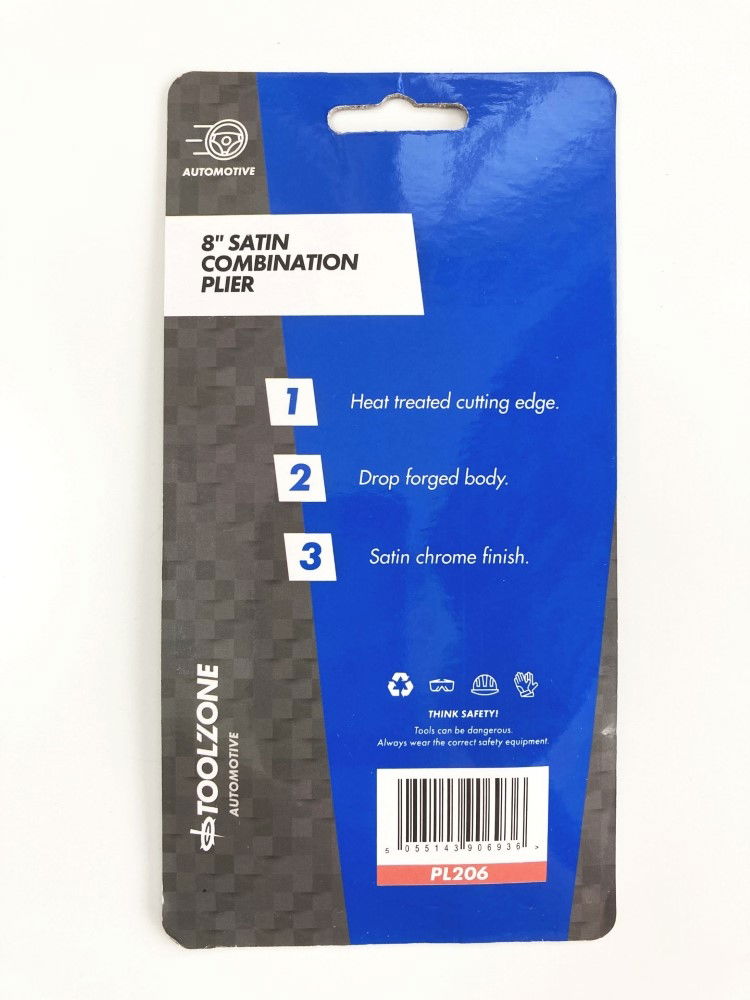 AUTOMOTIVE
8" SATIN
COMBINATION
PLIER
1 Heat treated cutting edge.
2 Drop forged body.
3 Satin chrome finish.
TOOLZONE
AUTOMOTIVE
THINK SAFETY!
Tools can be dangerous.
Always wear the correct safety equipment.
5 055143 906936 >
PL206